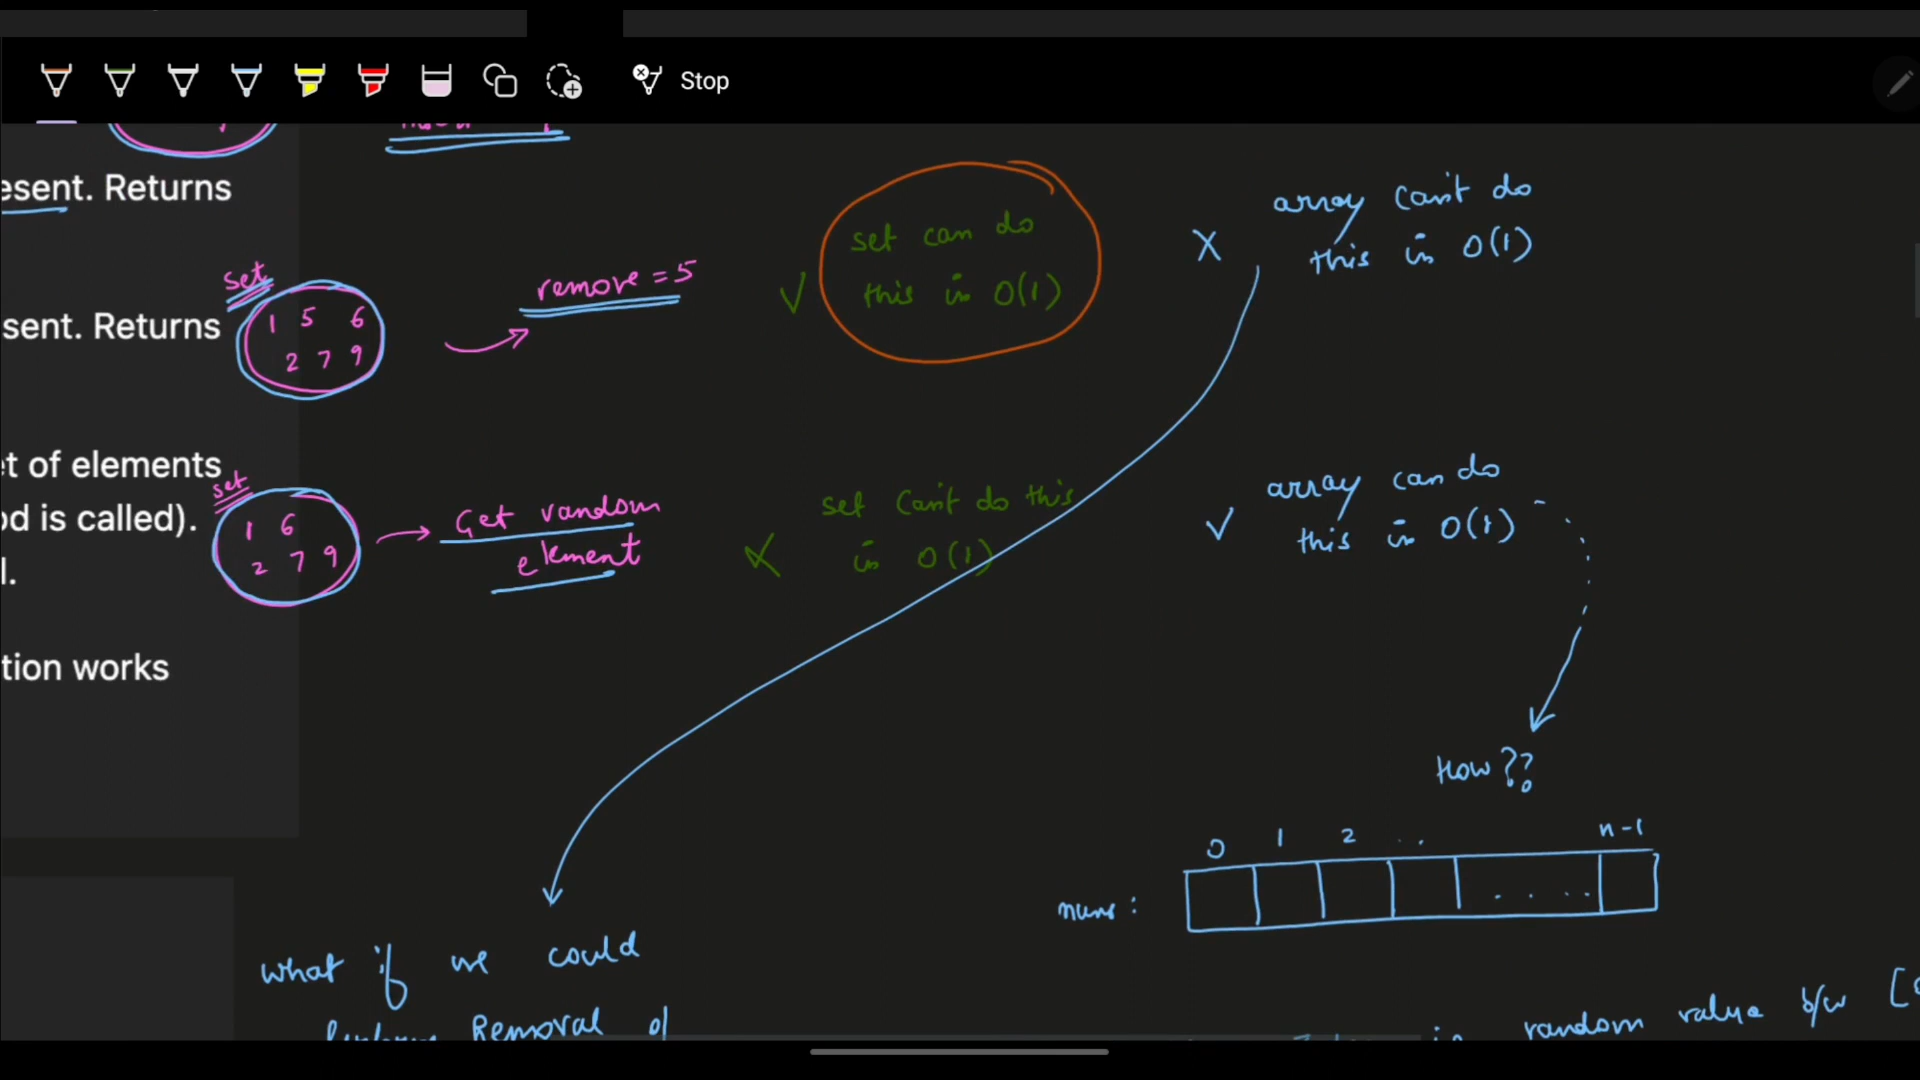 Stop
esent. Returns
set can do
this in O(1)
array can't do
X this in O(1)
set
remove = 5
sent. Returns
1 5 6
2 7 9
et of elements
od is called).
l.
set
1 6
2 7 9
Get random
element
set can't do this
in O(1)
array can do
this in O(1)
tion works
How??
0 1 2 .. n-1
nums: . . ..
what if we could
Removal of
random value b/w [